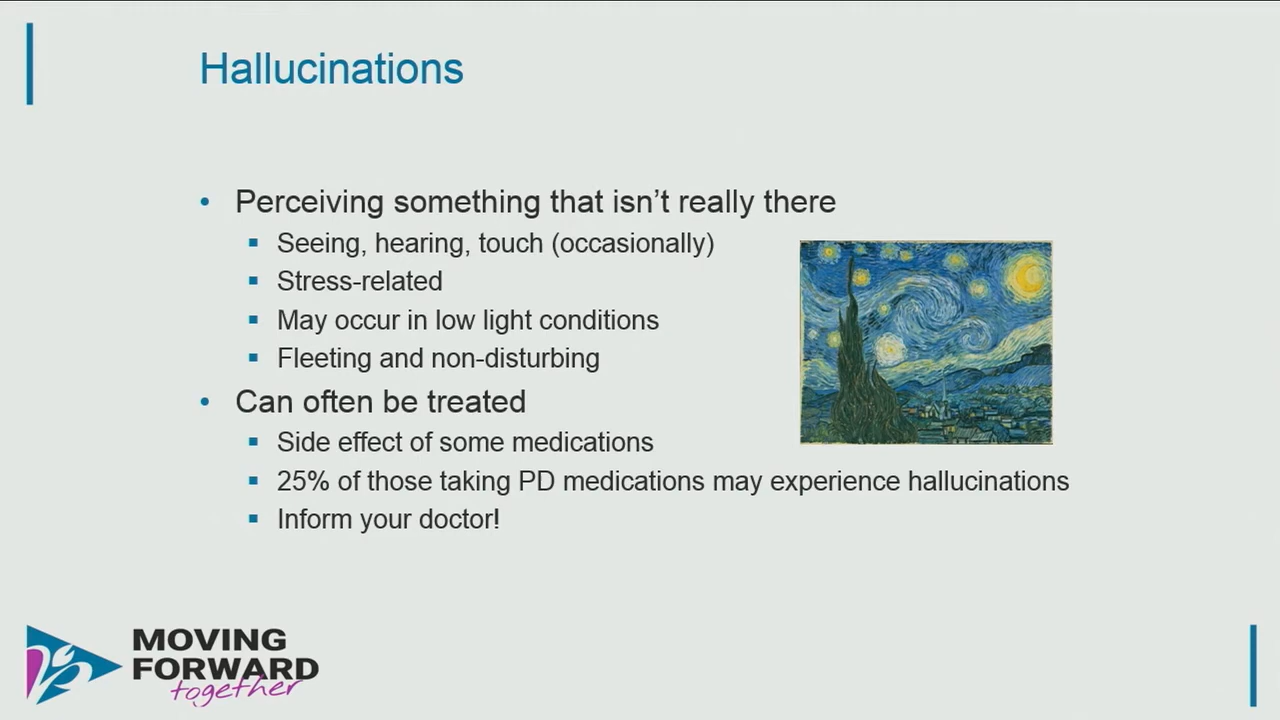 Hallucinations
• Perceiving something that isn’t really there
▪ Seeing, hearing, touch (occasionally)
▪ Stress-related
▪ May occur in low light conditions
▪ Fleeting and non-disturbing
• Can often be treated
▪ Side effect of some medications
▪ 25% of those taking PD medications may experience hallucinations
▪ Inform your doctor!
MOVING
FORWARD
together